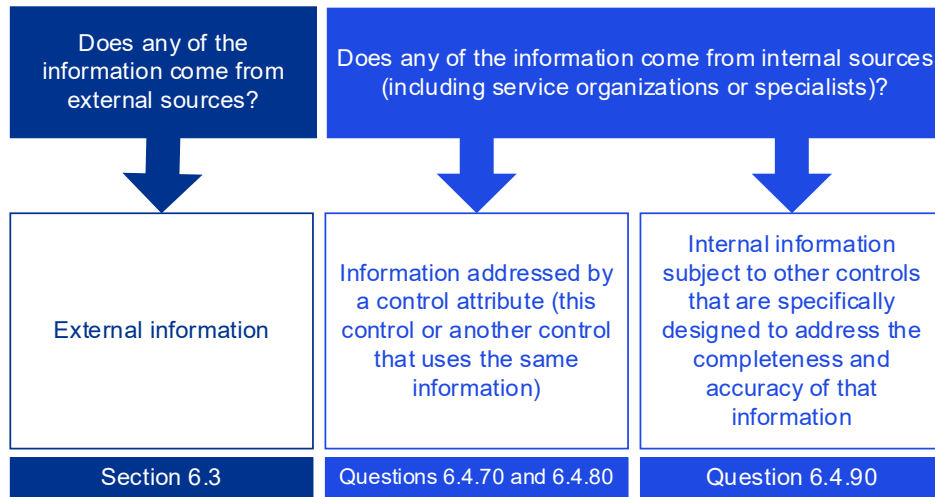 Does any of the
information come from
external sources?
Does any of the information come from internal sources
(including service organizations or specialists)?
External information
Information addressed by
a control attribute (this
control or another control
that uses the same
information)
Internal information
subject to other controls
that are specifically
designed to address the
completeness and
accuracy of that
information
Section 6.3
Questions 6.4.70 and 6.4.80
Question 6.4.90